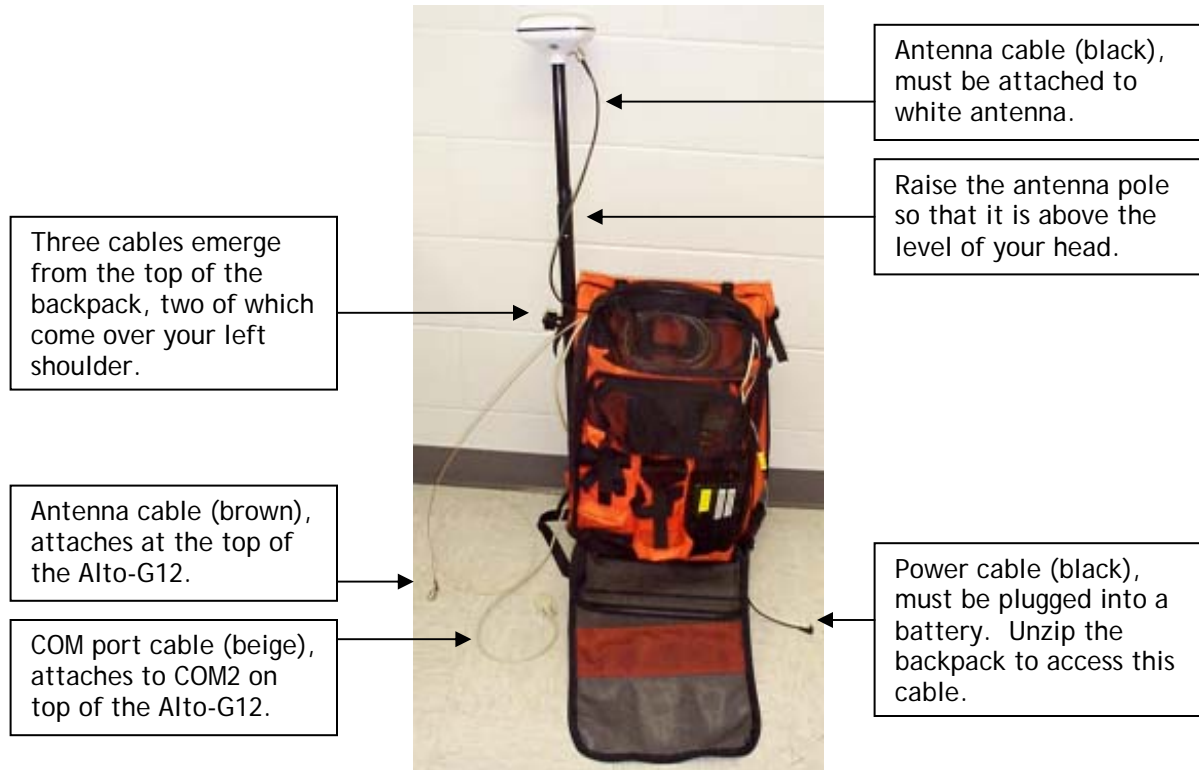 Antenna cable (black),
must be attached to
white antenna.
Raise the antenna pole
so that it is above the
level of your head.
Three cables emerge
from the top of the
backpack, two of which
come over your left
shoulder.
Antenna cable (brown),
attaches at the top of
the Alto-G12.
COM port cable (beige),
attaches to COM2 on
top of the Alto-G12.
Power cable (black),
must be plugged into a
battery. Unzip the
backpack to access this
cable.